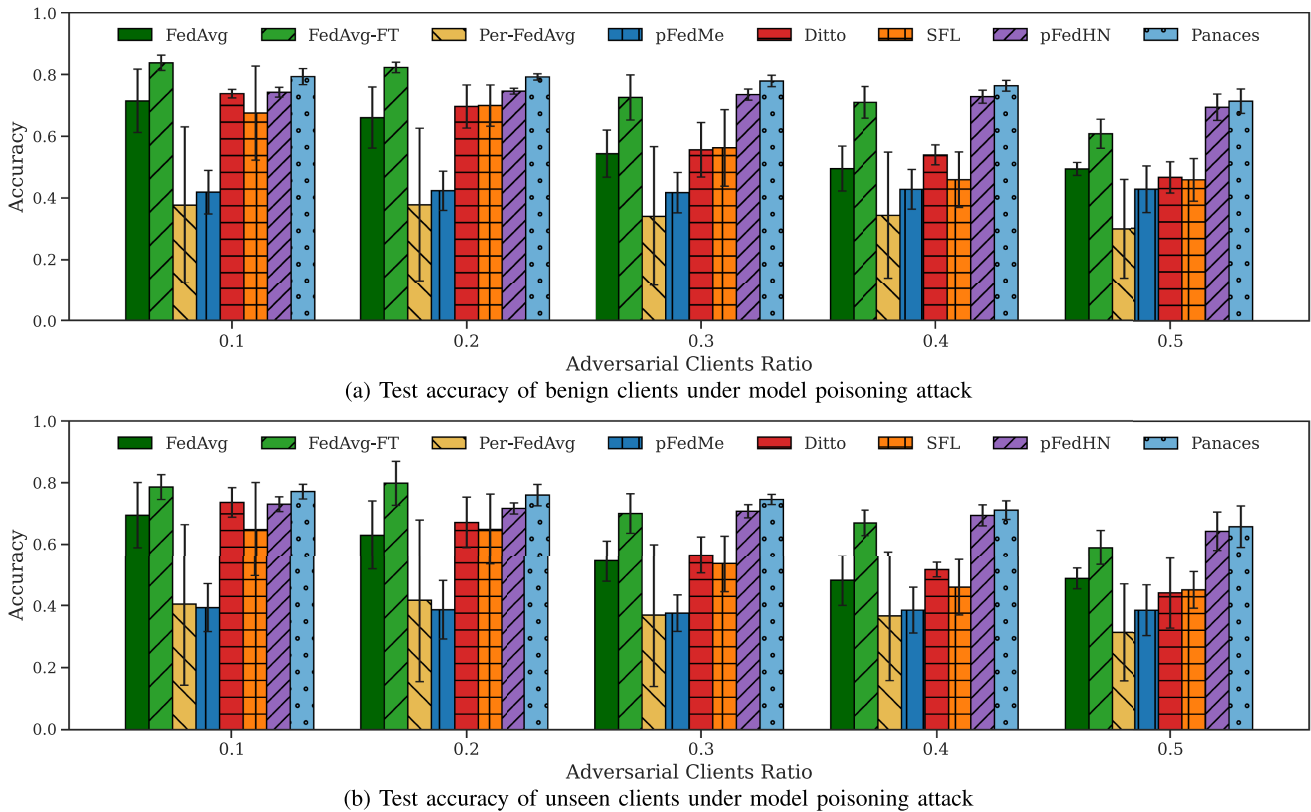 1.0
FedAvg FedAvg-FT Per-FedAvg pFedMe Ditto SFL pFedHN Panaces
0.8
0.6
0.4
0.2
0.0
Accuracy
0.1 0.2 0.3 0.4 0.5
Adversarial Clients Ratio
(a) Test accuracy of benign clients under model poisoning attack
1.0
FedAvg FedAvg-FT Per-FedAvg pFedMe Ditto SFL pFedHN Panaces
0.8
0.6
0.4
0.2
0.0
Accuracy
0.1 0.2 0.3 0.4 0.5
Adversarial Clients Ratio
(b) Test accuracy of unseen clients under model poisoning attack